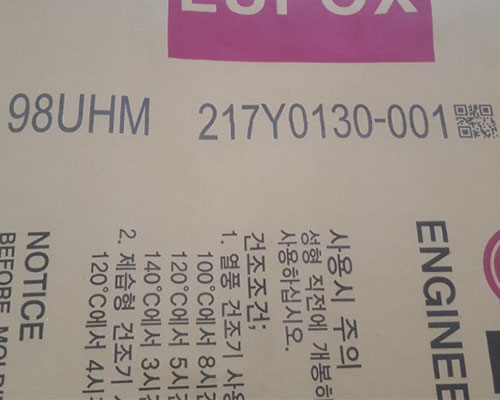 LUPOX
98UHM 217Y0130-001
ENGINEE
사용시 주의
성형 직전에 개봉하
사용하십시오.
건조조건;
1. 열풍 건조기 사용
100°C에서 8시간
120°C에서 5시간
140°C에서 3시간
2. 제습형 건조기
120°C에서 4시
NOTICE
BEFORE